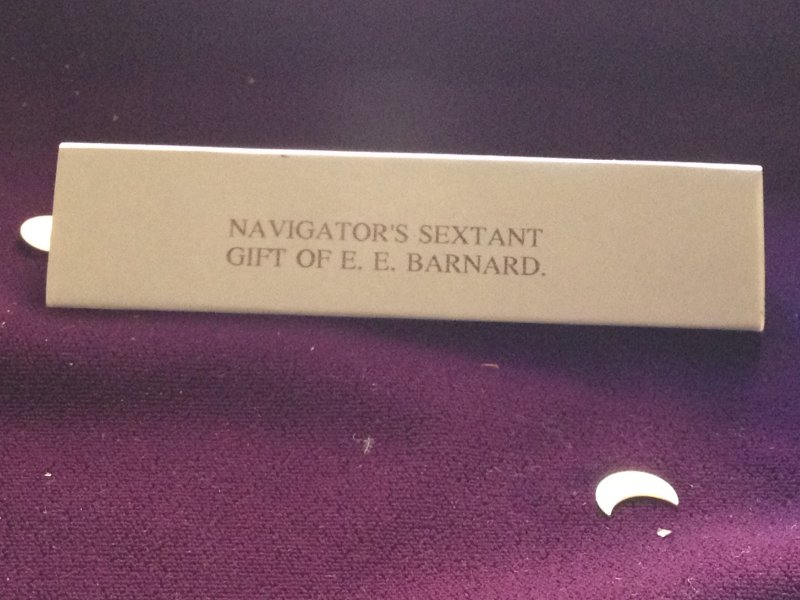 NAVIGATOR'S SEXTANT
GIFT OF E. E. BARNARD.